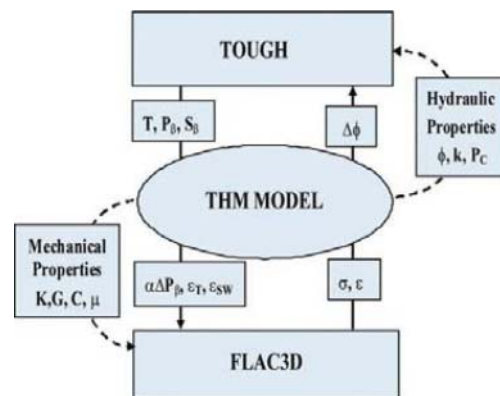 TOUGH
T, Pβ, Sβ
Δϕ
Hydraulic
Properties
ϕ, k, PC
THM MODEL
Mechanical
Properties
K,G, C, μ
αΔPβ, εT, εSW
σ, ε
FLAC3D